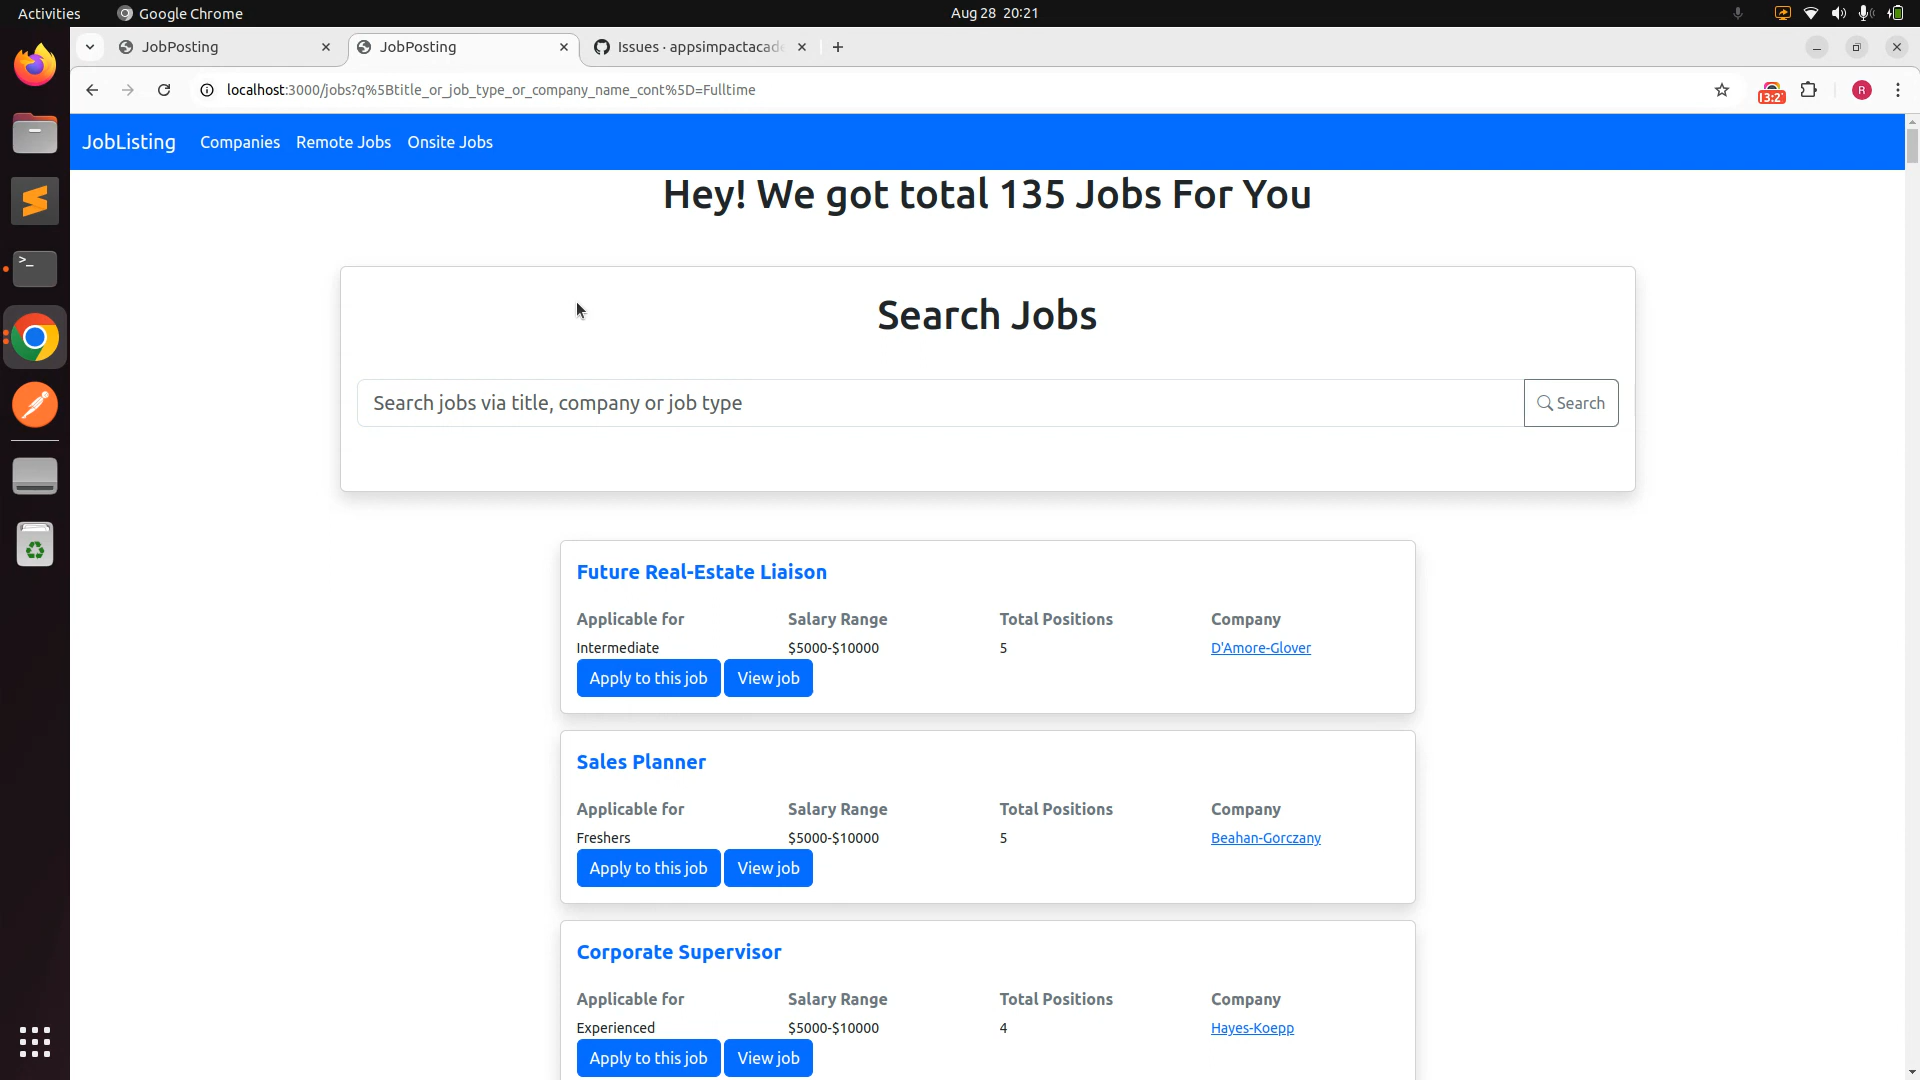 Activities
Google Chrome
Aug 28 20:21
JobPosting
JobPosting
Issues · appsimpactacade
localhost:3000/jobs?q%5Btitle_or_job_type_or_company_name_cont%5D=Fulltime
R
JobListing
Companies
Remote Jobs
Onsite Jobs
Hey! We got total 135 Jobs For You
Search Jobs
Search jobs via title, company or job type
Search
Future Real-Estate Liaison
Applicable for Salary Range Total Positions Company
Intermediate $5000-$10000 5 D'Amore-Glover
Apply to this job View job
Sales Planner
Applicable for Salary Range Total Positions Company
Freshers $5000-$10000 5 Beahan-Gorczany
Apply to this job View job
Corporate Supervisor
Applicable for Salary Range Total Positions Company
Experienced $5000-$10000 4 Hayes-Koepp
Apply to this job View job